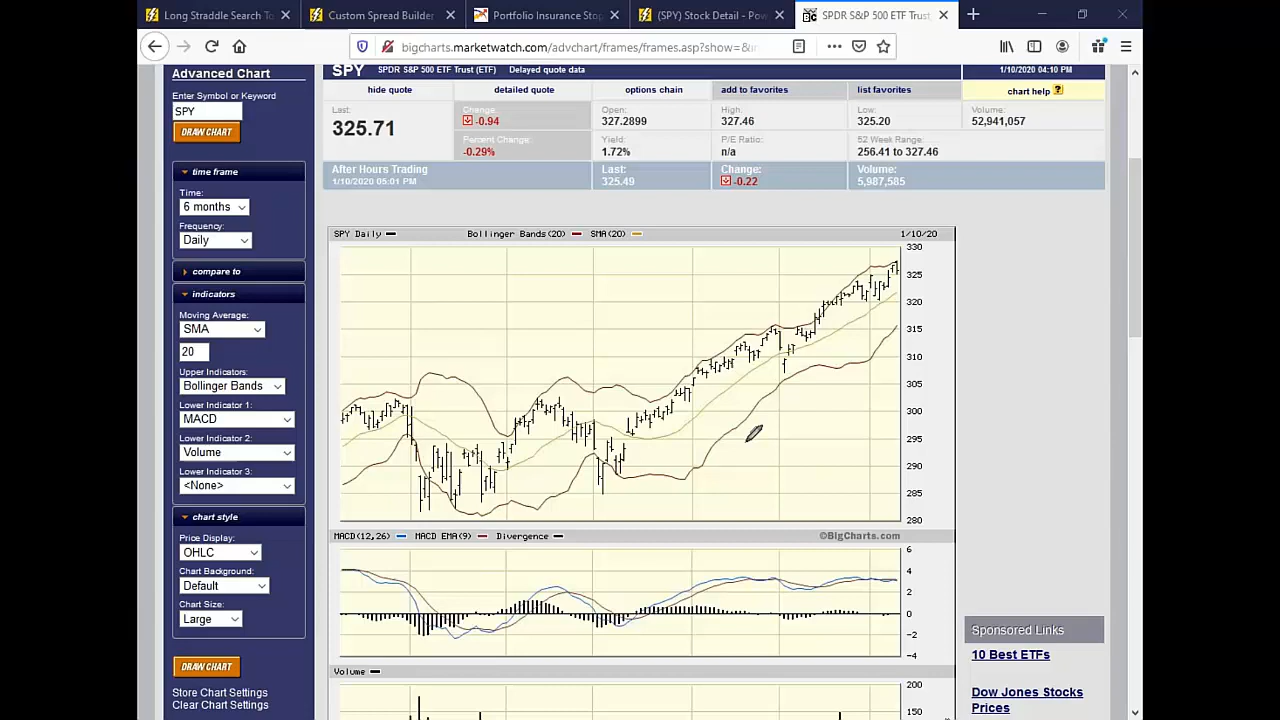 Long Straddle Search To
Custom Spread Builder
Portfolio Insurance Stop
(SPY) Stock Detail - Pow
SPDR S&P 500 ETF Trust
bigcharts.marketwatch.com/advchart/frames/frames.asp?show=&
Advanced Chart
SPY SPDR S&P 500 ETF Trust (ETF) Delayed quote data 1/10/2020 04:10 PM
Enter Symbol or Keyword
SPY
DRAW CHART
hide quote detailed quote options chain add to favorites list favorites chart help ?
Last: Change: Open: High: Low: Volume:
325.71 -0.94 327.2899 327.46 325.20 52,941,057
Percent Change: Yield: P/E Ratio: 52 Week Range:
-0.29% 1.72% n/a 256.41 to 327.46
After Hours Trading Last: Change: Volume:
1/10/2020 05:01 PM 325.49 -0.22 5,987,585
time frame
Time:
6 months
Frequency:
Daily
compare to
indicators
Moving Average:
SMA
20
Upper Indicators:
Bollinger Bands
Lower Indicator 1:
MACD
Lower Indicator 2:
Volume
Lower Indicator 3:
<None>
chart style
Price Display:
OHLC
Chart Background:
Default
Chart Size:
Large
DRAW CHART
Store Chart Settings
Clear Chart Settings
SPY Daily Bollinger Bands(20) SMA(20) 1/10/20
330
325
320
315
310
305
300
295
290
285
280
MACD(12,26) MACD EMA(9) Divergence ©BigCharts.com
6
4
2
0
-2
-4
Volume
200
150
Sponsored Links
10 Best ETFs
Dow Jones Stocks
Prices